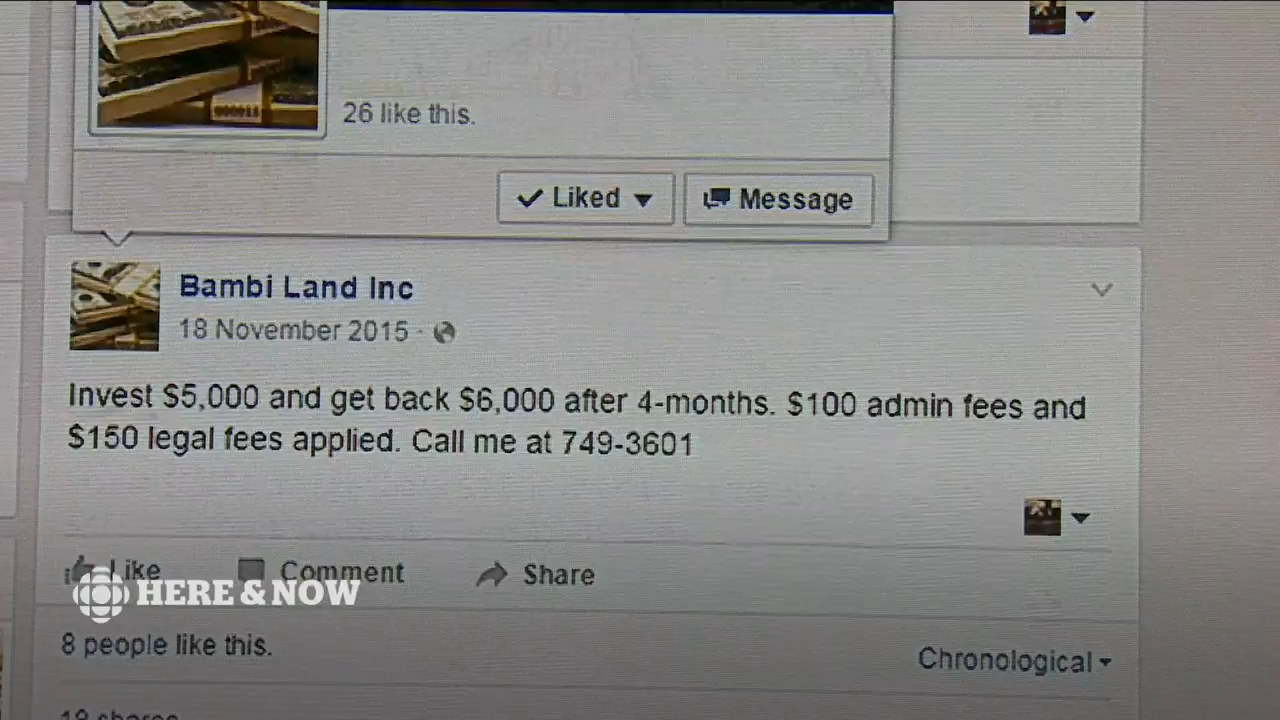 26 like this.
Liked
Message
Bambi Land Inc
18 November 2015 ·
Invest $5,000 and get back $6,000 after 4-months. $100 admin fees and
$150 legal fees applied. Call me at 749-3601
Like Comment Share
HERE & NOW
8 people like this.
Chronological